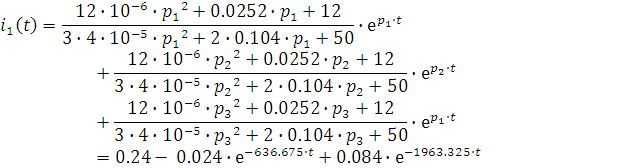 i₁(t) = (12·10⁻⁶·p₁² + 0.0252·p₁ + 12)/(3·4·10⁻⁵·p₁² + 2·0.104·p₁ + 50) · e^(p₁·t)
+ (12·10⁻⁶·p₂² + 0.0252·p₂ + 12)/(3·4·10⁻⁵·p₂² + 2·0.104·p₂ + 50) · e^(p₂·t)
+ (12·10⁻⁶·p₃² + 0.0252·p₃ + 12)/(3·4·10⁻⁵·p₃² + 2·0.104·p₃ + 50) · e^(p₁·t)
= 0.24 − 0.024·e^(−636.675·t) + 0.084·e^(−1963.325·t)